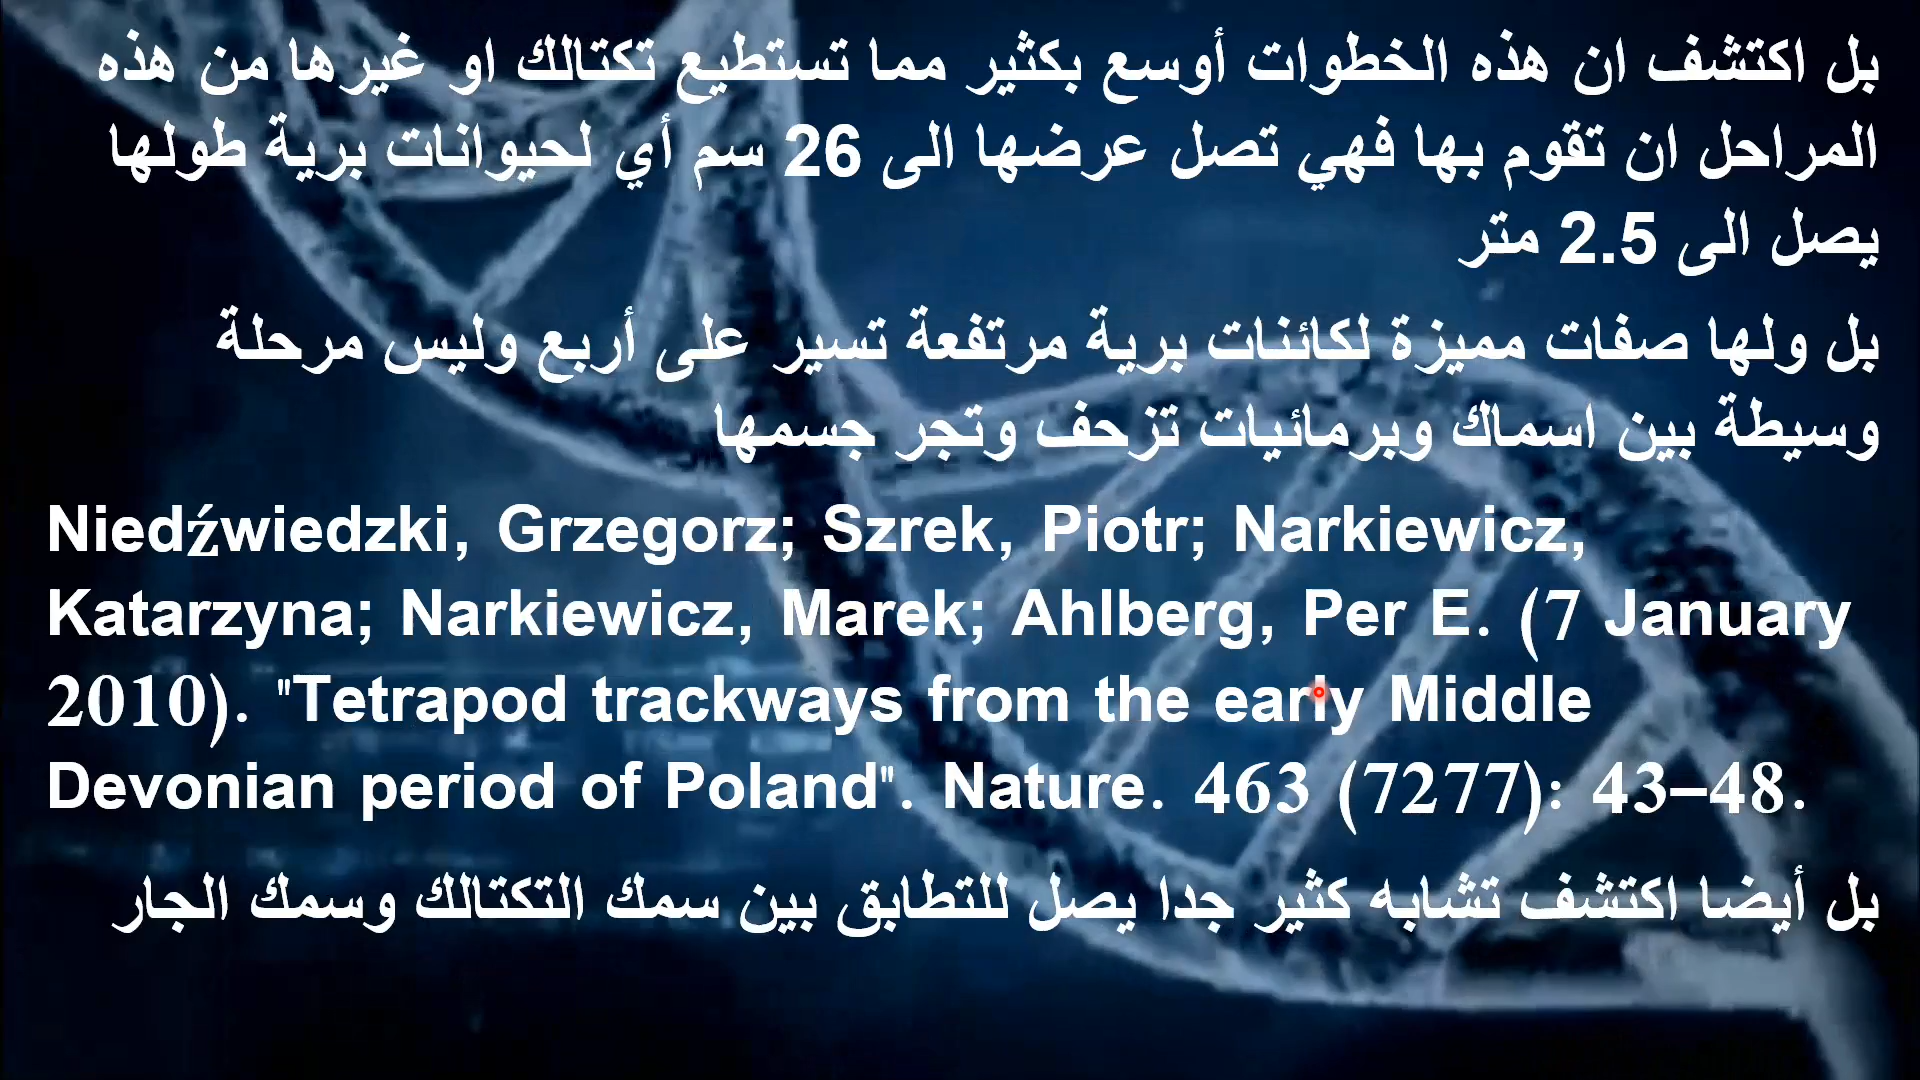 بل اكتشف ان هذه الخطوات أوسع بكثير مما تستطيع تكتالك او غيرها من هذه
المراحل ان تقوم بها فهي تصل عرضها الى 26 سم أي لحيوانات برية طولها
يصل الى 2.5 متر
بل ولها صفات مميزة لكائنات برية مرتفعة تسير على أربع وليس مرحلة
وسيطة بين اسماك وبرمائيات تزحف وتجر جسمها
Niedźwiedzki, Grzegorz; Szrek, Piotr; Narkiewicz,
Katarzyna; Narkiewicz, Marek; Ahlberg, Per E. (7 January
2010). "Tetrapod trackways from the early Middle
Devonian period of Poland". Nature. 463 (7277): 43–48.
بل أيضا اكتشف تشابه كثير جدا يصل للتطابق بين سمك التكتالك وسمك الجار